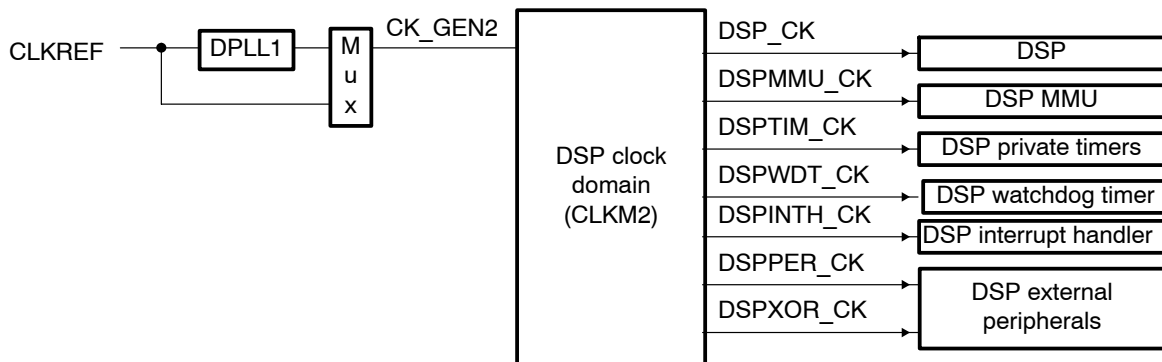 CLKREF
DPLL1
M
u
x
CK_GEN2
DSP clock
domain
(CLKM2)
DSP_CK
DSP
DSPMMU_CK
DSP MMU
DSPTIM_CK
DSP private timers
DSPWDT_CK
DSP watchdog timer
DSPINTH_CK
DSP interrupt handler
DSPPER_CK
DSPXOR_CK
DSP external
peripherals